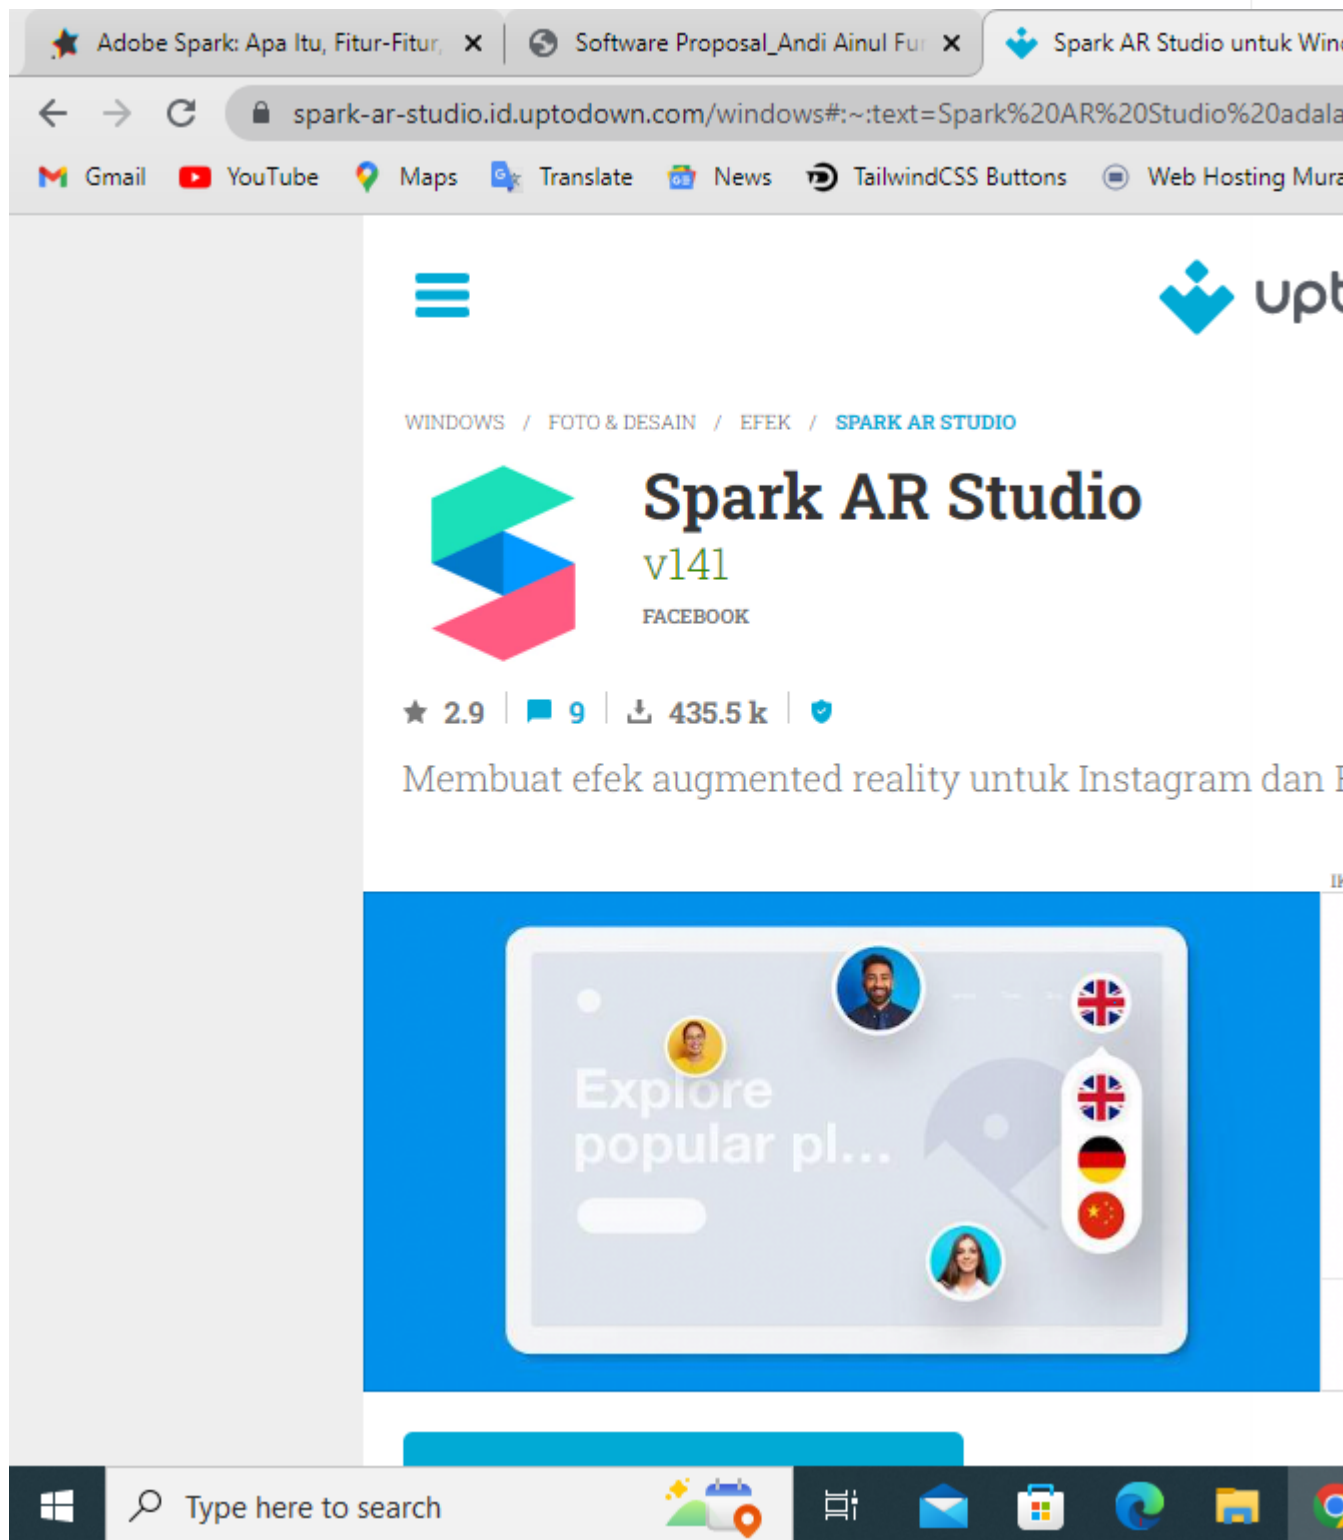 Adobe Spark: Apa Itu, Fitur-Fitur,
Software Proposal_Andi Ainul Fur
Spark AR Studio untuk Win
spark-ar-studio.id.uptodown.com/windows#:~:text=Spark%20AR%20Studio%20adala
Gmail YouTube Maps Translate News TailwindCSS Buttons Web Hosting Mura
upt
WINDOWS / FOTO & DESAIN / EFEK / SPARK AR STUDIO
Spark AR Studio
v141
FACEBOOK
2.9 9 435.5 k
Membuat efek augmented reality untuk Instagram dan
Explore
popular pl...
Type here to search